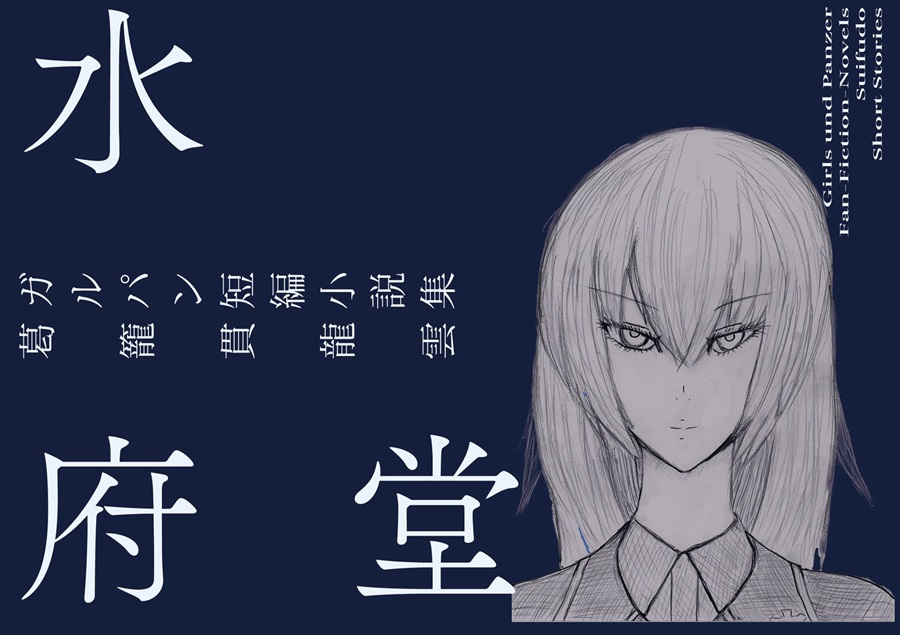 水府堂
ガルパン短編小説集
葛籠貫龍雲
Girls und Panzer
Fan-Fiction-Novels
Suifudo
Short Stories